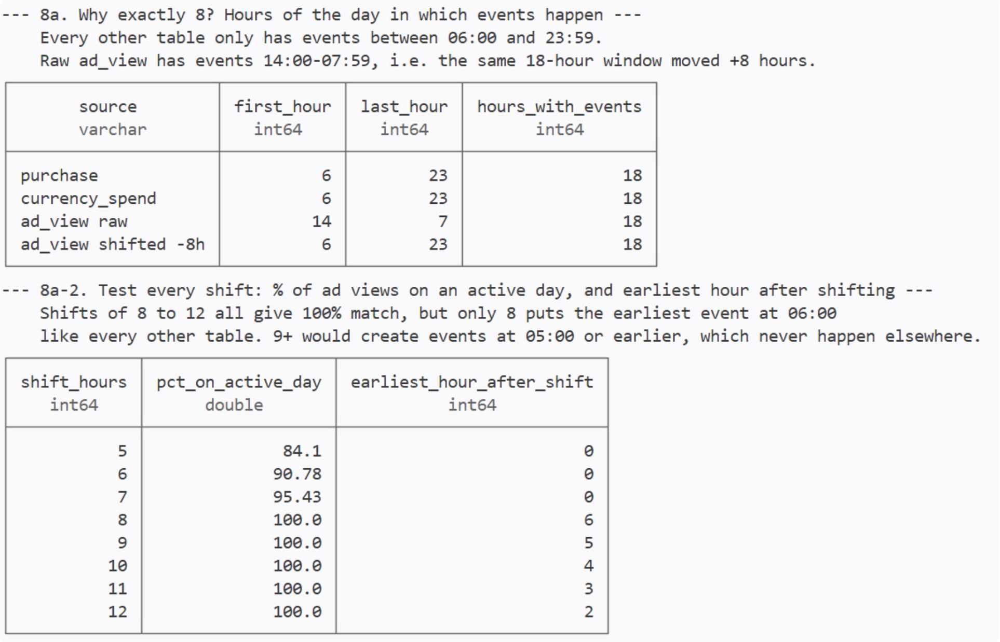 --- 8a. Why exactly 8? Hours of the day in which events happen ---
Every other table only has events between 06:00 and 23:59.
Raw ad_view has events 14:00-07:59, i.e. the same 18-hour window moved +8 hours.
source first_hour last_hour hours_with_events
varchar int64 int64 int64
purchase 6 23 18
currency_spend 6 23 18
ad_view raw 14 7 18
ad_view shifted -8h 6 23 18
--- 8a-2. Test every shift: % of ad views on an active day, and earliest hour after shifting ---
Shifts of 8 to 12 all give 100% match, but only 8 puts the earliest event at 06:00
like every other table. 9+ would create events at 05:00 or earlier, which never happen elsewhere.
shift_hours pct_on_active_day earliest_hour_after_shift
int64 double int64
5 84.1 0
6 90.78 0
7 95.43 0
8 100.0 6
9 100.0 5
10 100.0 4
11 100.0 3
12 100.0 2